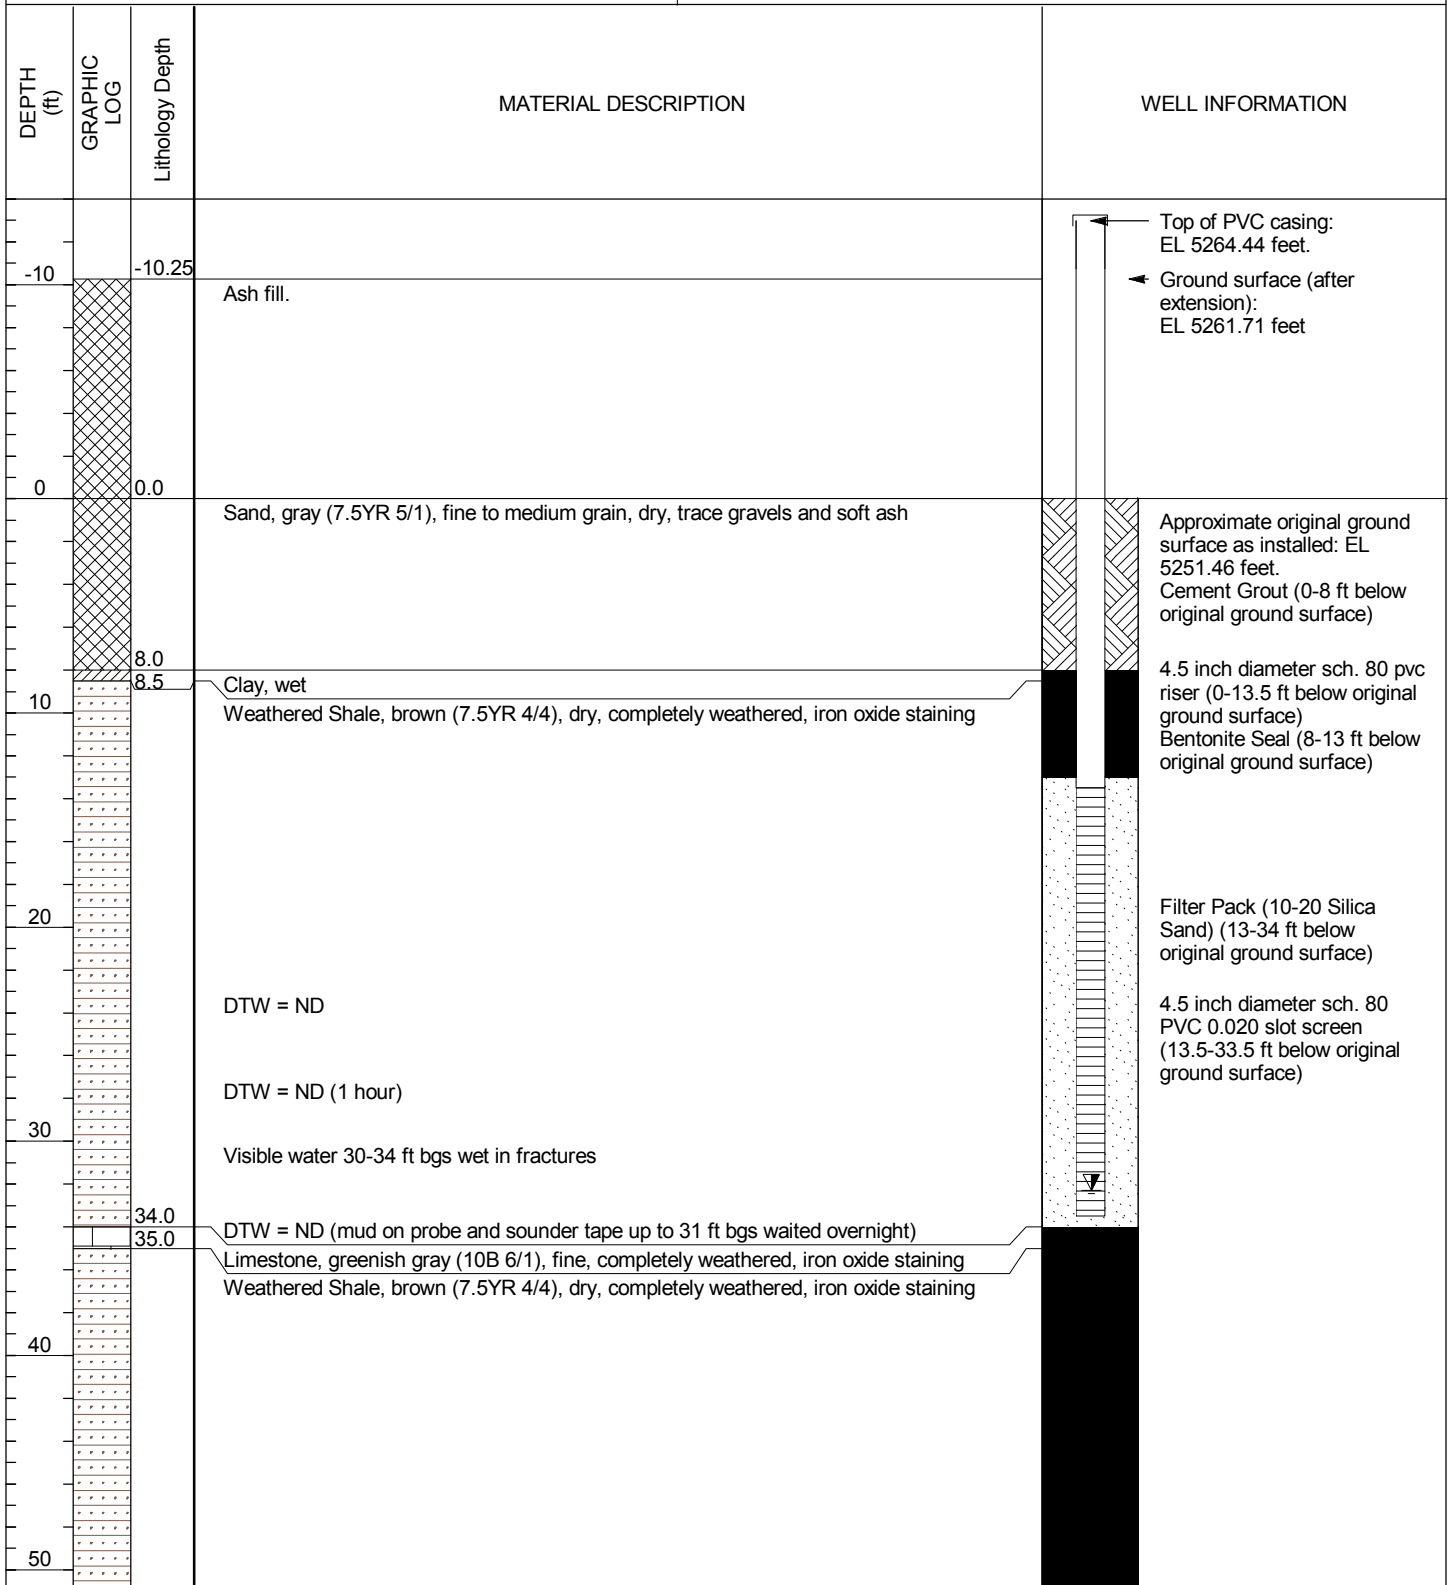 DEPTH
(ft)
GRAPHIC
LOG
Lithology Depth
MATERIAL DESCRIPTION
WELL INFORMATION
Top of PVC casing:
EL 5264.44 feet.
-10
-10.25
Ash fill.
Ground surface (after
extension):
EL 5261.71 feet
0
0.0
Sand, gray (7.5YR 5/1), fine to medium grain, dry, trace gravels and soft ash
Approximate original ground
surface as installed: EL
5251.46 feet.
Cement Grout (0-8 ft below
original ground surface)
8.0
8.5
Clay, wet
10
Weathered Shale, brown (7.5YR 4/4), dry, completely weathered, iron oxide staining
4.5 inch diameter sch. 80 pvc
riser (0-13.5 ft below original
ground surface)
Bentonite Seal (8-13 ft below
original ground surface)
20
Filter Pack (10-20 Silica
Sand) (13-34 ft below
original ground surface)
DTW = ND
4.5 inch diameter sch. 80
PVC 0.020 slot screen
(13.5-33.5 ft below original
ground surface)
DTW = ND (1 hour)
30
Visible water 30-34 ft bgs wet in fractures
34.0
DTW = ND (mud on probe and sounder tape up to 31 ft bgs waited overnight)
35.0
Limestone, greenish gray (10B 6/1), fine, completely weathered, iron oxide staining
Weathered Shale, brown (7.5YR 4/4), dry, completely weathered, iron oxide staining
40
50